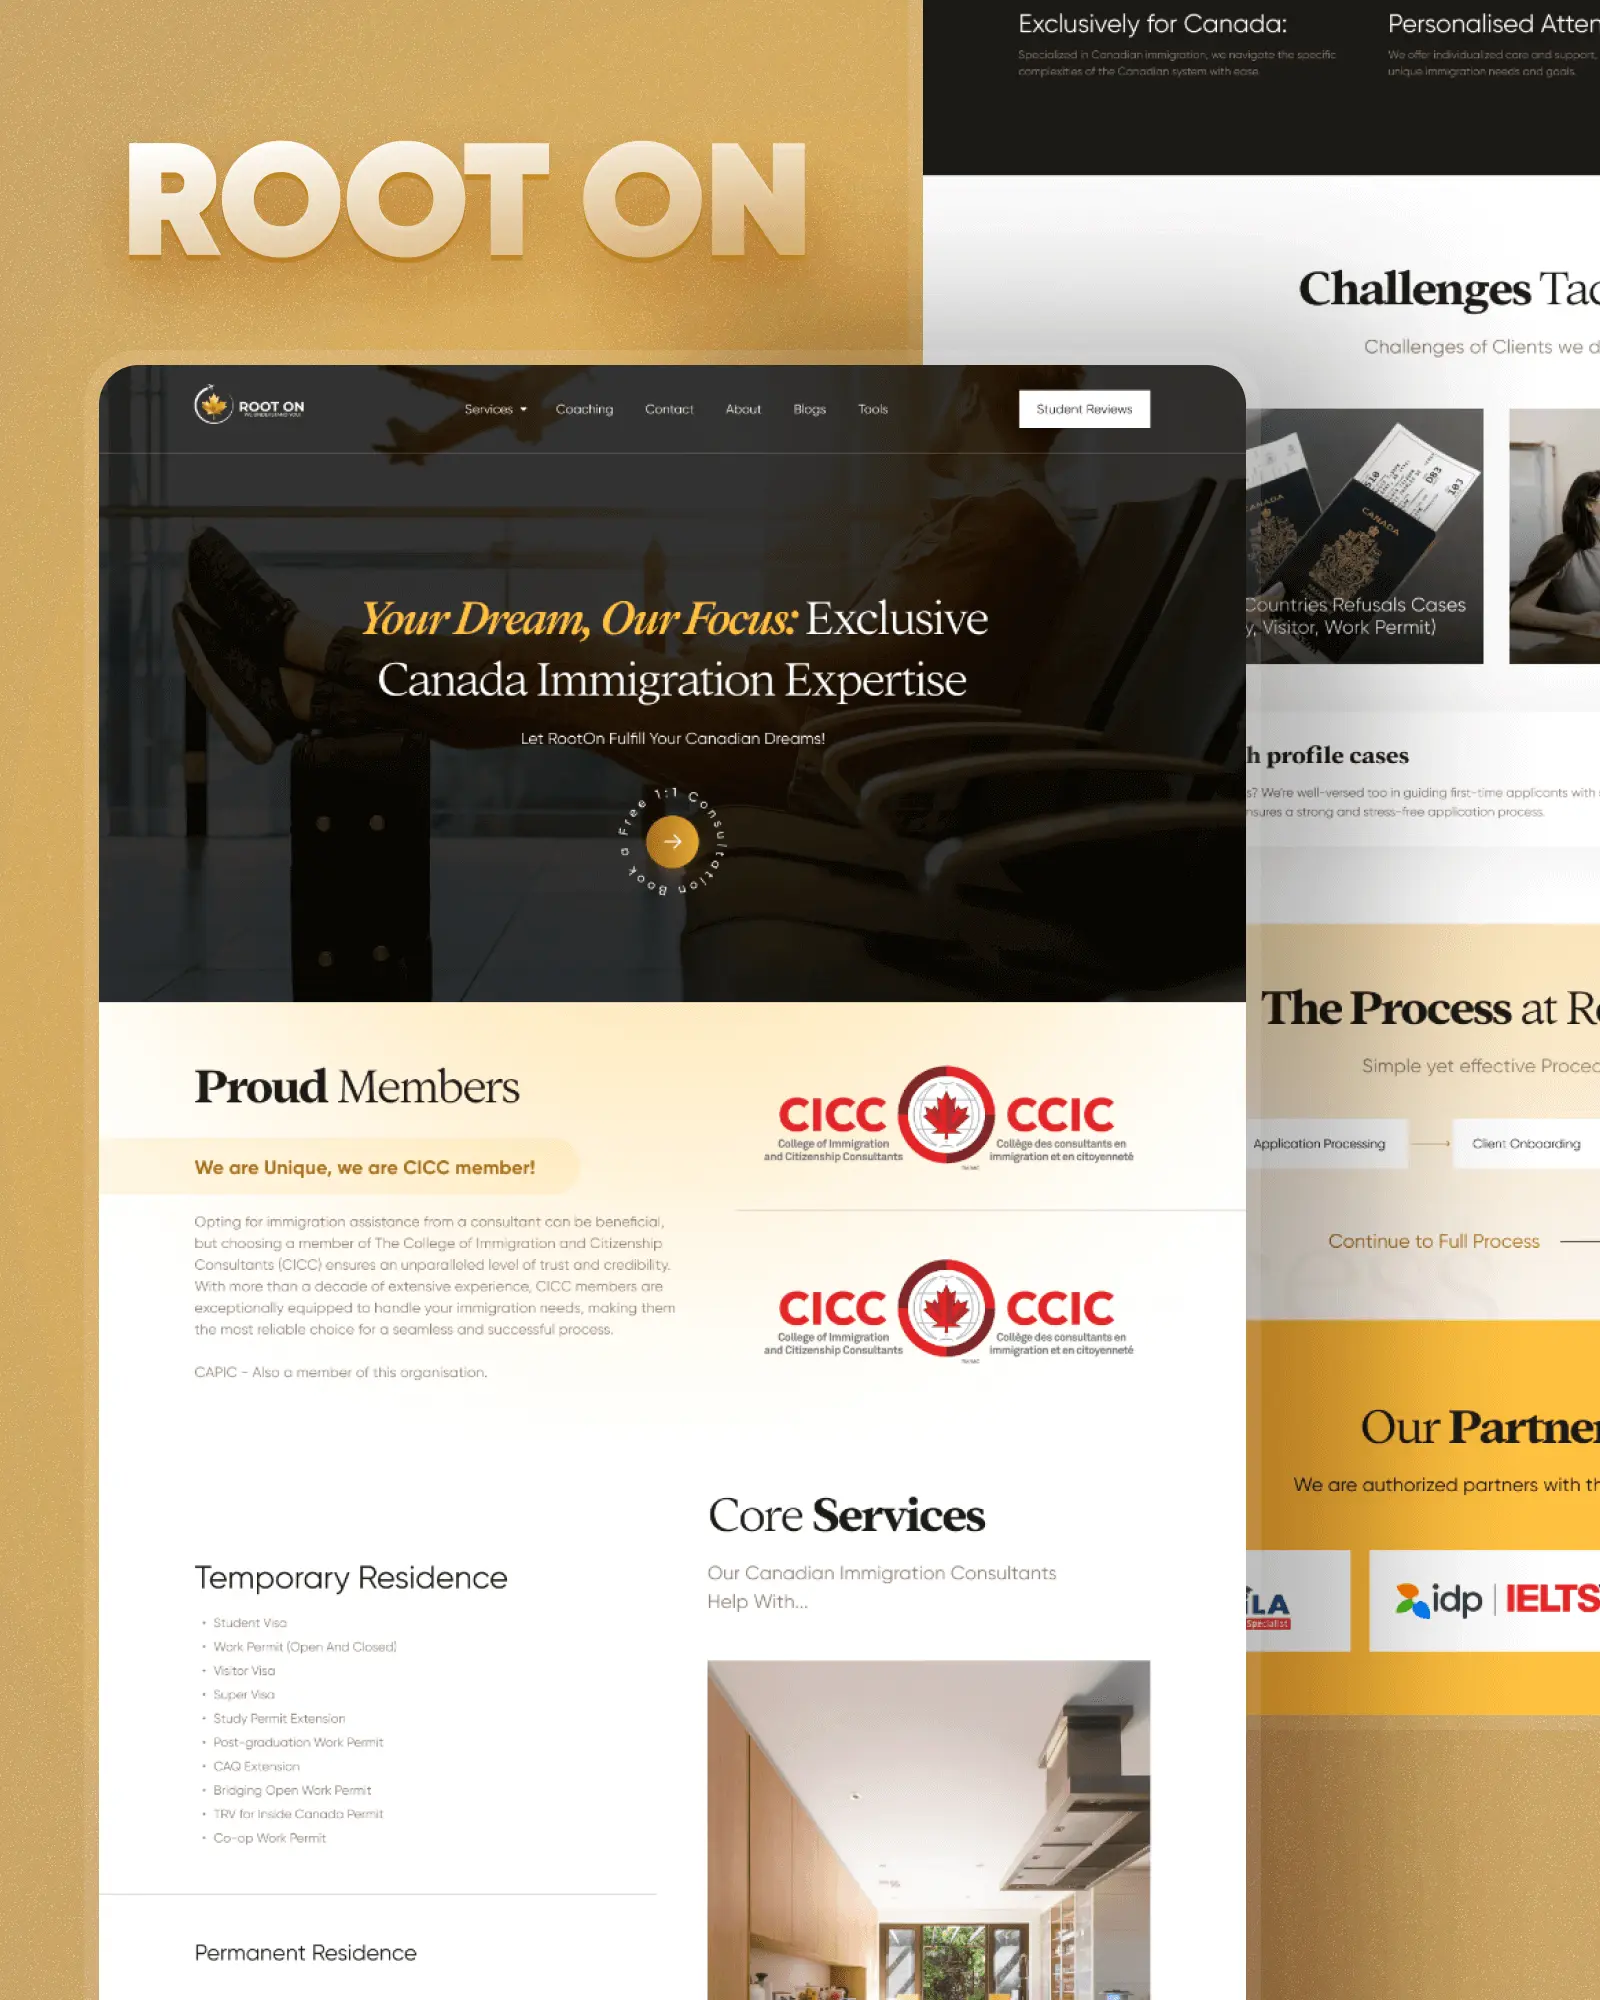 ROOT ON
Exclusively for Canada:
Specialized in Canadian immigration, we navigate the specific
complexities of the Canadian system with ease.
Personalised
We offer individualized care and support,
unique immigration needs and goals.
Challenges
Challenges of Clients we
CANADA
CANADA
Countries Refusals Cases
Visitor, Work Permit)
profile cases
We're well-versed too in guiding first-time applicants with
a strong and stress-free application process.
The Process at
Simple yet effective
Application Processing
Client Onboarding
Continue to Full Process
Our
We are authorized partners with
Specialist
idp | IELTS
ROOT ON
Services
Coaching
Contact
About
Blogs
Tools
Student Reviews
Your Dream, Our Focus: Exclusive
Canada Immigration Expertise
Let RootOn Fulfill Your Canadian Dreams!
Book a Free 1:1 Consultation
Proud Members
We are Unique, we are CICC member!
Opting for immigration assistance from a consultant can be beneficial,
but choosing a member of The College of Immigration and Citizenship
Consultants (CICC) ensures an unparalleled level of trust and credibility.
With more than a decade of extensive experience, CICC members are
exceptionally equipped to handle your immigration needs, making them
the most reliable choice for a seamless and successful process.
CAPIC - Also a member of this organisation.
CICC CCIC
College of Immigration
and Citizenship Consultants
Collège des consultants en
immigration et en citoyenneté
CICC CCIC
College of Immigration
and Citizenship Consultants
Collège des consultants en
immigration et en citoyenneté
Core Services
Our Canadian Immigration Consultants
Help With...
Temporary Residence
• Student Visa
• Work Permit (Open And Closed)
• Visitor Visa
• Super Visa
• Study Permit Extension
• Post-graduation Work Permit
• CAQ Extension
• Bridging Open Work Permit
• TRV for Inside Canada Permit
• Co-op Work Permit
Permanent Residence